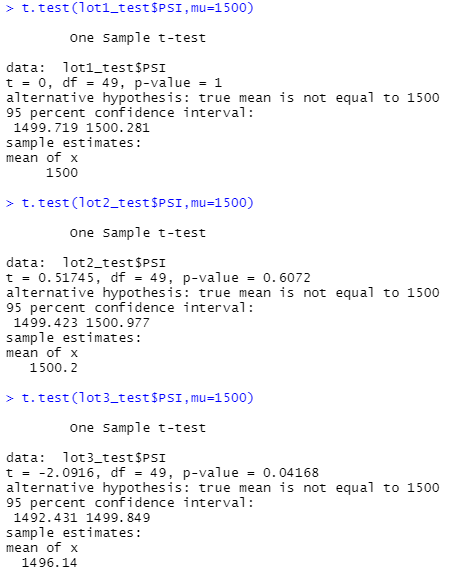 > t.test(lot1_test$PSI,mu=1500)
One Sample t-test
data:  lot1_test$PSI
t = 0, df = 49, p-value = 1
alternative hypothesis: true mean is not equal to 1500
95 percent confidence interval:
1499.719 1500.281
sample estimates:
mean of x
1500
> t.test(lot2_test$PSI,mu=1500)
One Sample t-test
data:  lot2_test$PSI
t = 0.51745, df = 49, p-value = 0.6072
alternative hypothesis: true mean is not equal to 1500
95 percent confidence interval:
1499.423 1500.977
sample estimates:
mean of x
1500.2
> t.test(lot3_test$PSI,mu=1500)
One Sample t-test
data:  lot3_test$PSI
t = -2.0916, df = 49, p-value = 0.04168
alternative hypothesis: true mean is not equal to 1500
95 percent confidence interval:
1492.431 1499.849
sample estimates:
mean of x
1496.14